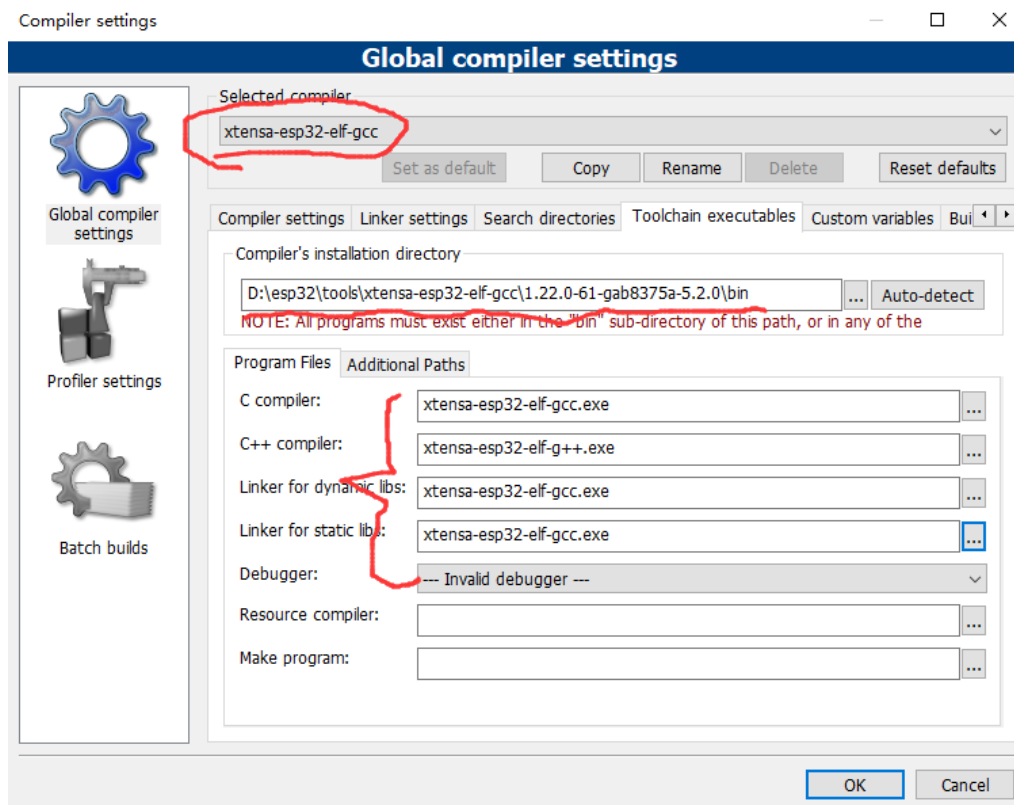 Compiler settings
Global compiler settings
Selected compiler
xtensa-esp32-elf-gcc
Set as default Copy Rename Delete Reset defaults
Global compiler
settings
Profiler settings
Batch builds
Compiler settings Linker settings Search directories Toolchain executables Custom variables Bui
Compiler's installation directory
D:\esp32\tools\xtensa-esp32-elf-gcc\1.22.0-61-gab8375a-5.2.0\bin ... Auto-detect
NOTE: All programs must exist either in the "bin" sub-directory of this path, or in any of the
Program Files Additional Paths
C compiler: xtensa-esp32-elf-gcc.exe ...
C++ compiler: xtensa-esp32-elf-g++.exe ...
Linker for dynamic libs: xtensa-esp32-elf-gcc.exe ...
Linker for static libs: xtensa-esp32-elf-gcc.exe ...
Debugger: --- Invalid debugger ---
Resource compiler: ...
Make program: ...
OK Cancel